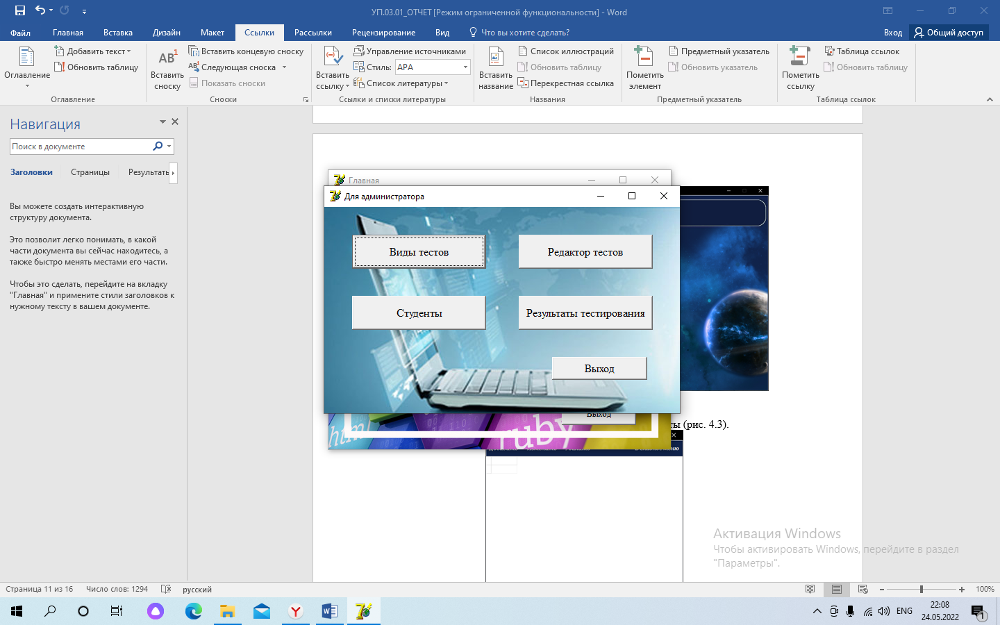 УП.03.01_ОТЧЕТ [Режим ограниченной функциональности] - Word
Файл Главная Вставка Дизайн Макет Ссылки Рассылки Рецензирование Вид Что вы хотите сделать? Вход Общий доступ
Оглавление
Добавить текст
Обновить таблицу
Оглавление
AB1
Вставить сноску
Вставить концевую сноску
Следующая сноска
Показать сноски
Сноски
Вставить ссылку
Управление источниками
Стиль: APA
Список литературы
Ссылки и списки литературы
Вставить название
Список иллюстраций
Обновить таблицу
Перекрестная ссылка
Названия
Пометить элемент
Предметный указатель
Обновить указатель
Предметный указатель
Пометить ссылку
Таблица ссылок
Обновить таблицу
Таблица ссылок
Навигация
Поиск в документе
Заголовки Страницы Результать
Вы можете создать интерактивную
структуру документа.
Это позволит легко понимать, в какой
части документа вы сейчас находитесь, а
также быстро менять местами его части.
Чтобы это сделать, перейдите на вкладку
"Главная" и примените стили заголовков к
нужному тексту в вашем документе.
Главная
Для администратора
Виды тестов
Редактор тестов
Студенты
Результаты тестирования
Выход
Выход
html
ruby
ты (рис. 4.3).
Активация Windows
Чтобы активировать Windows, перейдите в раздел
"Параметры".
Страница 11 из 16 Число слов: 1294 русский 100%
ENG
22:08
24.05.2022
1